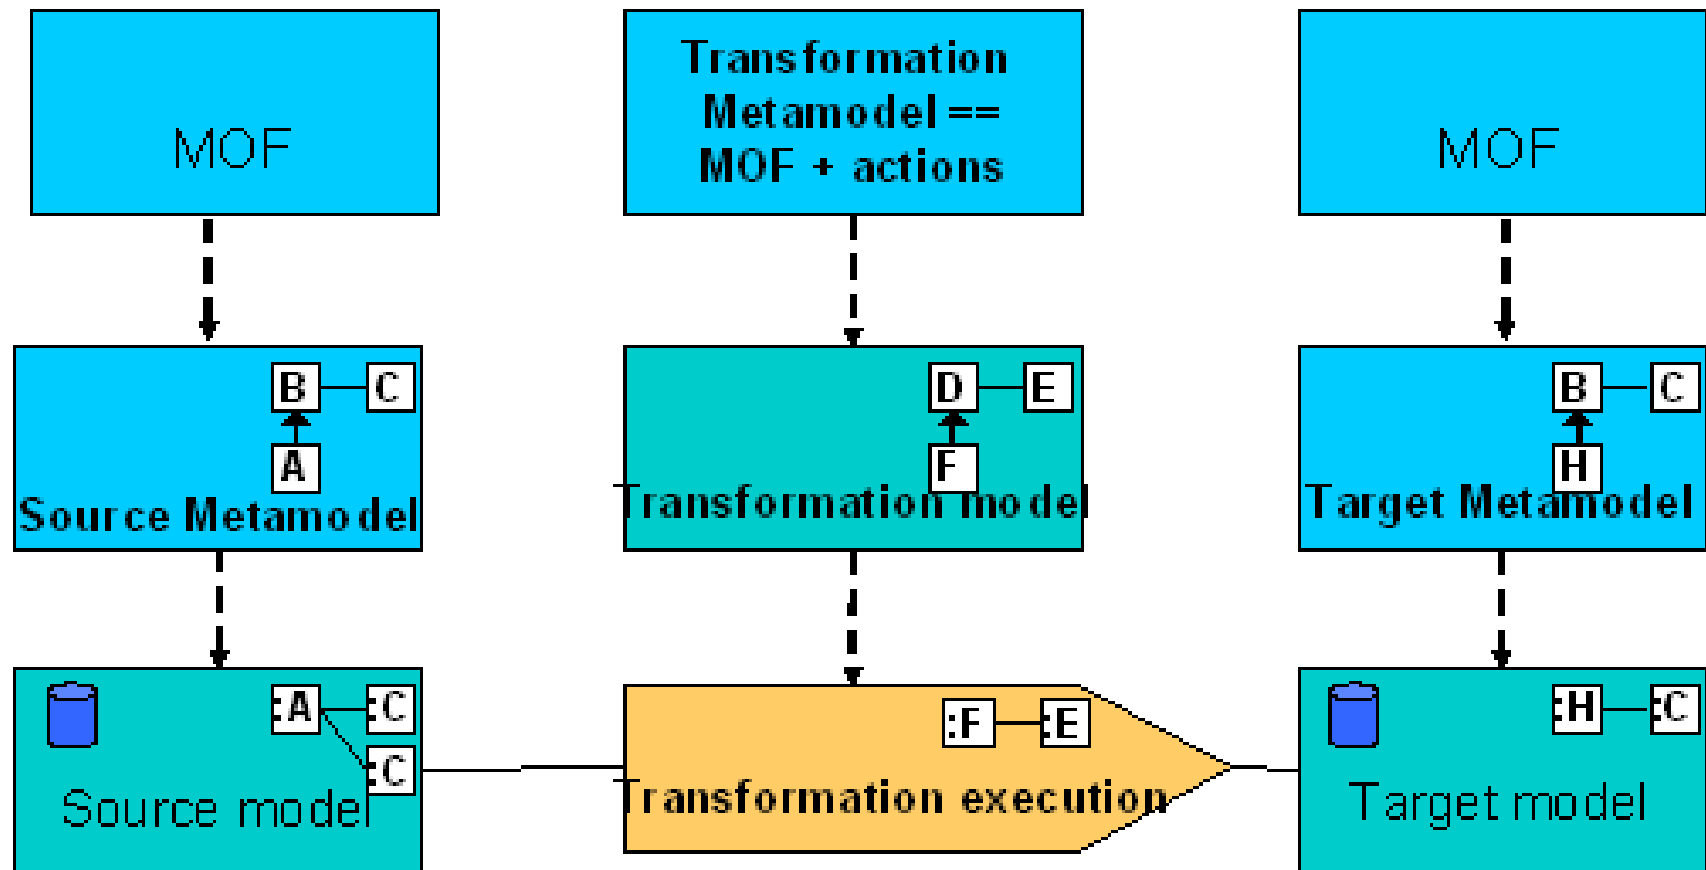 MOF
Transformation
Metamodel ==
MOF + actions
MOF
B C
A
Source Metamodel
D E
F
Transformation model
B C
H
Target Metamodel
:A :C
:C
Source model
:F :E
Transformation execution
:H :C
Target model